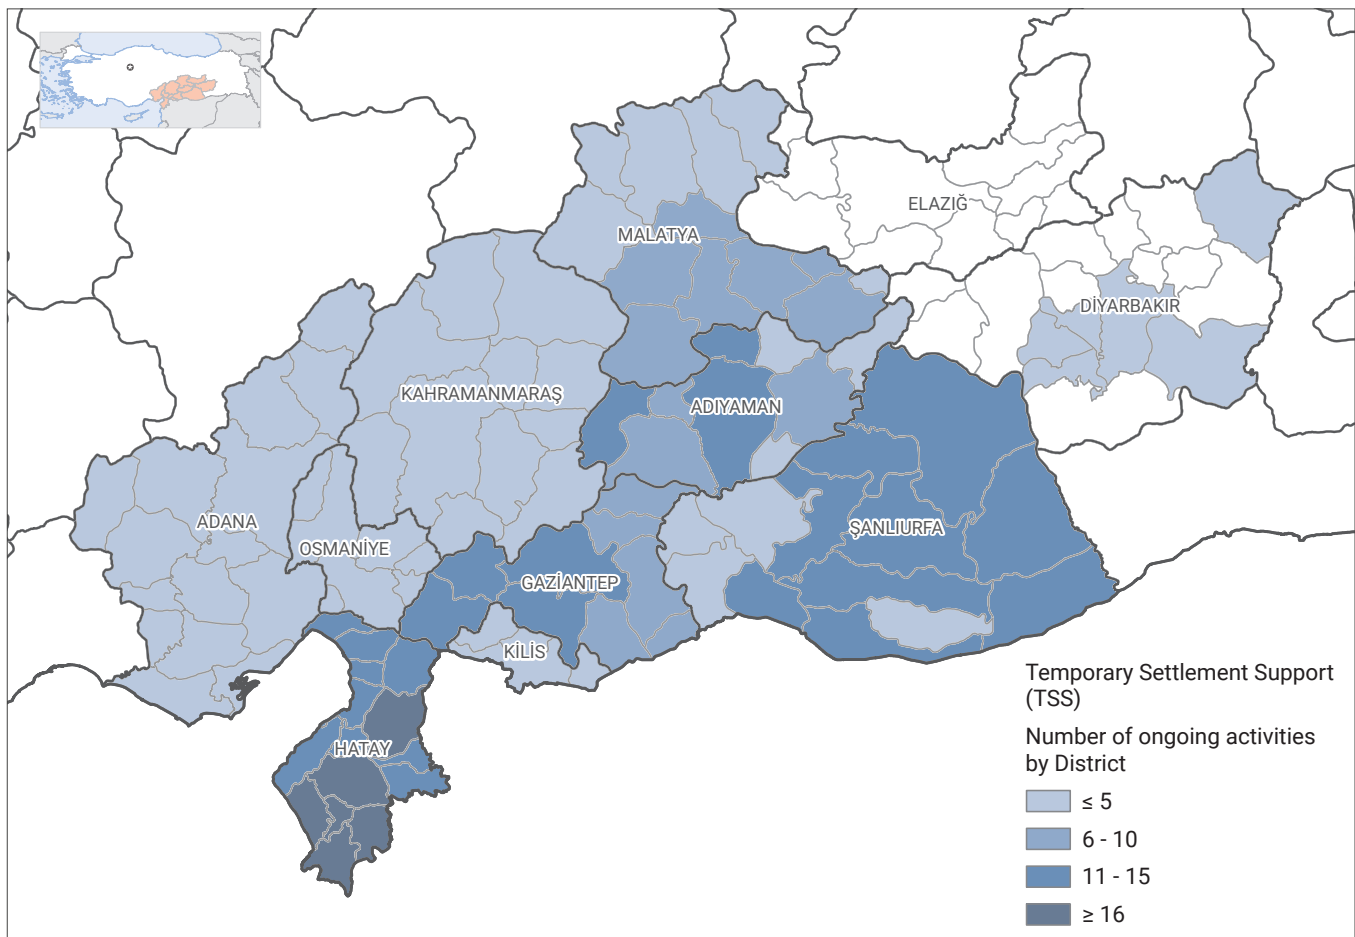 ELAZIĞ
MALATYA
DİYARBAKIR
KAHRAMANMARAŞ
ADIYAMAN
ADANA
OSMANİYE
ŞANLIURFA
GAZİANTEP
KİLİS
HATAY
Temporary Settlement Support
(TSS)
Number of ongoing activities
by District
≤ 5
6 - 10
11 - 15
≥ 16